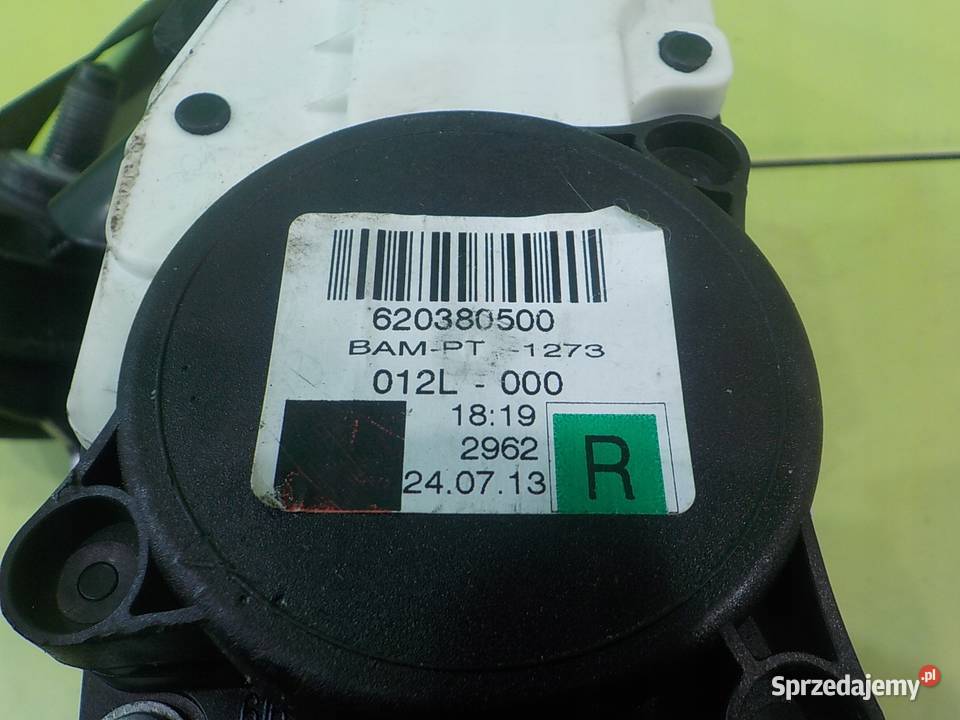 620380500
BAM-PT -1273
012L - 000
18:19
2962
24.07.13
R
Sprzedajemy.pl